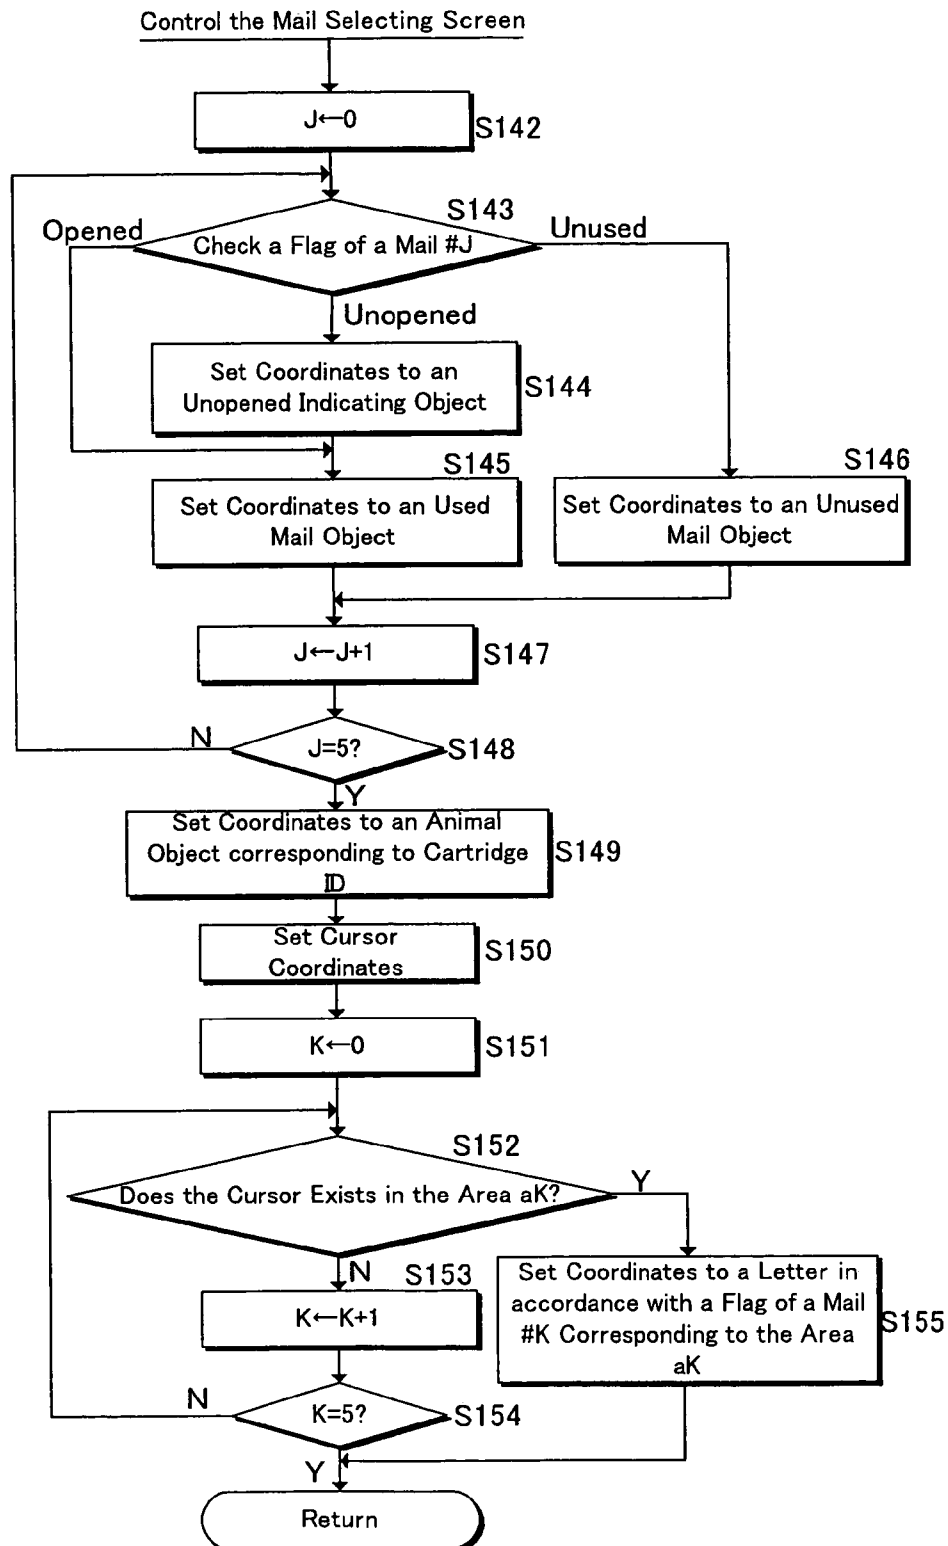 Control the Mail Selecting Screen
J←0
S142
S143
Opened
Unused
Check a Flag of a Mail #J
Unopened
Set Coordinates to an
Unopened Indicating Object
S144
S145
S146
Set Coordinates to an Used
Mail Object
Set Coordinates to an Unused
Mail Object
J←J+1
S147
N
J=5?
S148
Y
Set Coordinates to an Animal
Object corresponding to Cartridge
ID
S149
Set Cursor
Coordinates
S150
K←0
S151
S152
Does the Cursor Exists in the Area aK?
Y
N
S153
K←K+1
Set Coordinates to a Letter in
accordance with a Flag of a Mail
#K Corresponding to the Area
aK
S155
N
K=5?
S154
Y
Return